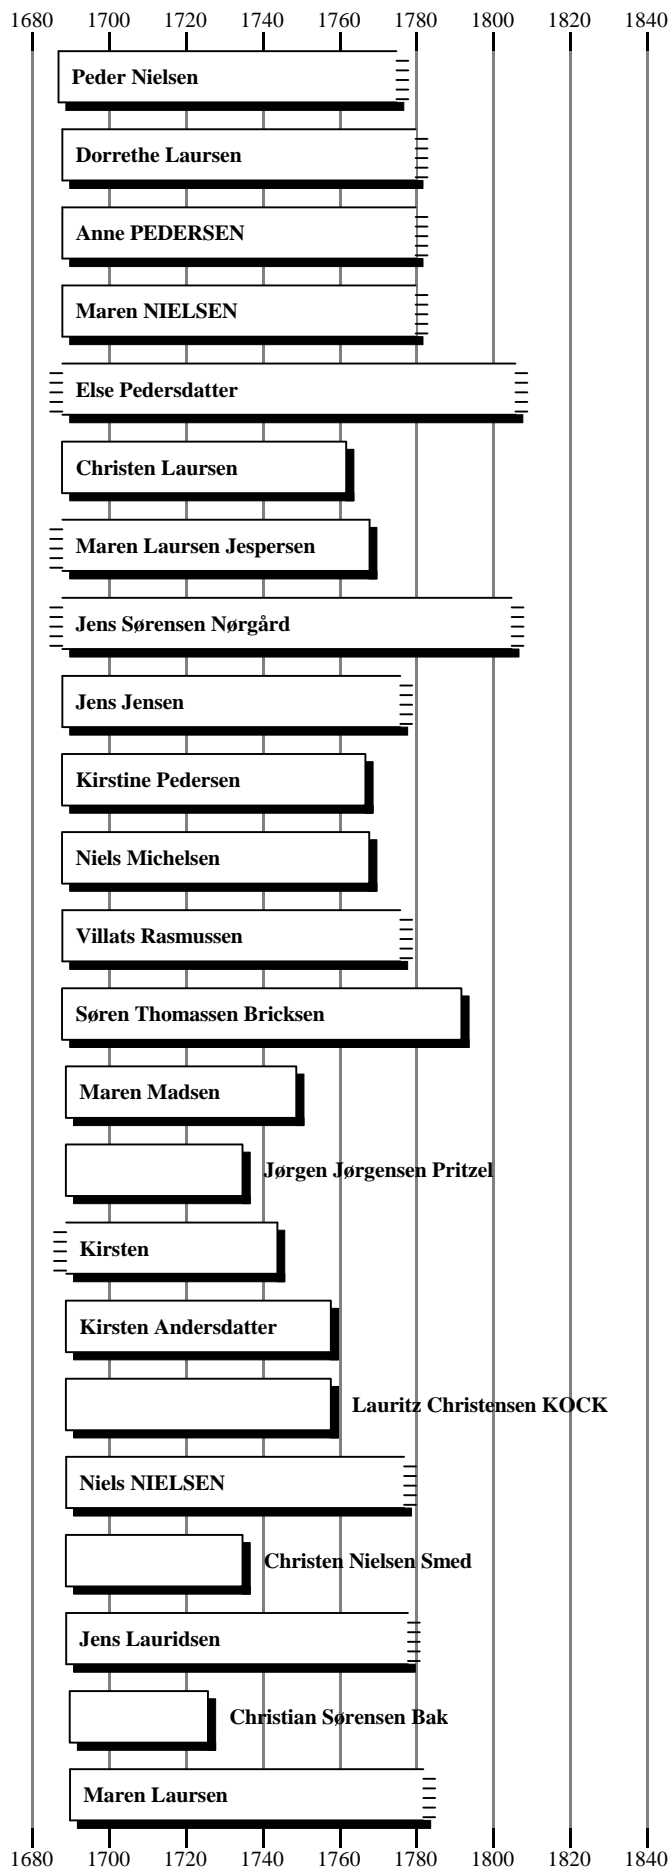 1680 1700 1720 1740 1760 1780 1800 1820 1840
Peder Nielsen
Dorrethe Laursen
Anne PEDERSEN
Maren NIELSEN
Else Pedersdatter
Christen Laursen
Maren Laursen Jespersen
Jens Sørensen Nørgård
Jens Jensen
Kirstine Pedersen
Niels Michelsen
Villats Rasmussen
Søren Thomassen Bricksen
Maren Madsen
Jørgen Jørgensen Pritzel
Kirsten
Kirsten Andersdatter
Lauritz Christensen KOCK
Niels NIELSEN
Christen Nielsen Smed
Jens Lauridsen
Christian Sørensen Bak
Maren Laursen
1680 1700 1720 1740 1760 1780 1800 1820 1840